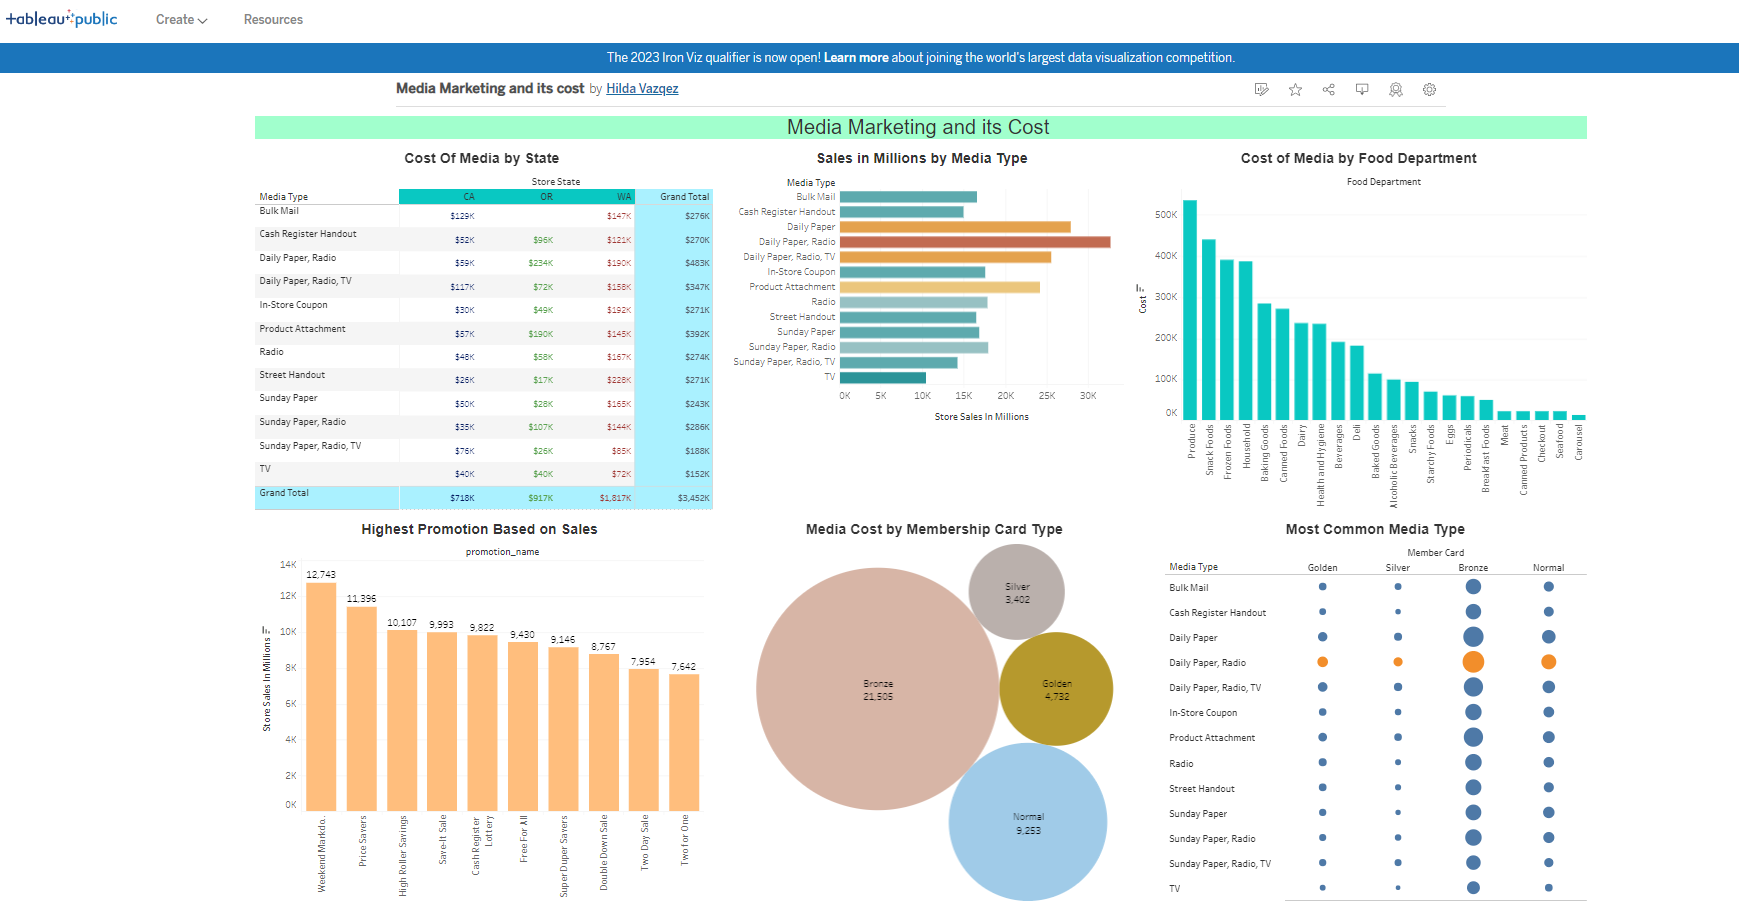 +ableau public
Create
Resources
The 2023 Iron Viz qualifier is now open! Learn more about joining the world's largest data visualization competition.
Media Marketing and its cost by Hilda Vazqez
Media Marketing and its Cost
Cost Of Media by State
Store State
Media Type CA OR WA Grand Total
Bulk Mail $129K $147K $276K
Cash Register Handout $52K $96K $121K $270K
Daily Paper, Radio $59K $234K $190K $483K
Daily Paper, Radio, TV $117K $72K $158K $347K
In-Store Coupon $30K $49K $192K $271K
Product Attachment $57K $190K $145K $392K
Radio $48K $58K $167K $274K
Street Handout $26K $17K $228K $271K
Sunday Paper $50K $28K $165K $243K
Sunday Paper, Radio $35K $107K $144K $286K
Sunday Paper, Radio, TV $76K $26K $85K $188K
TV $40K $40K $72K $152K
Grand Total $718K $917K $1,817K $3,452K
Sales in Millions by Media Type
Media Type
Bulk Mail
Cash Register Handout
Daily Paper
Daily Paper, Radio
Daily Paper, Radio, TV
In-Store Coupon
Product Attachment
Radio
Street Handout
Sunday Paper
Sunday Paper, Radio
Sunday Paper, Radio, TV
TV
0K 5K 10K 15K 20K 25K 30K
Store Sales In Millions
Cost of Media by Food Department
Food Department
Cost
500K
400K
300K
200K
100K
0K
Produce
Snack Foods
Frozen Foods
Household
Baking Goods
Canned Foods
Dairy
Health and Hygiene
Beverages
Deli
Baked Goods
Alcoholic Beverages
Snacks
Starchy Foods
Eggs
Periodicals
Breakfast Foods
Meat
Canned Products
Checkout
Seafood
Carousel
Highest Promotion Based on Sales
promotion_name
Store Sales In Millions
14K
12K
10K
8K
6K
4K
2K
0K
12,743
11,396
10,107
9,993
9,822
9,430
9,146
8,767
7,954
7,642
Weekend Markdo..
Price Savers
High Roller Savings
Save-It Sale
Cash Register
Lottery
Free For All
Super Duper Savers
Double Down Sale
Two Day Sale
Two for One
Media Cost by Membership Card Type
Silver
3,402
Bronze
21,505
Golden
4,732
Normal
9,253
Most Common Media Type
Member Card
Media Type Golden Silver Bronze Normal
Bulk Mail
Cash Register Handout
Daily Paper
Daily Paper, Radio
Daily Paper, Radio, TV
In-Store Coupon
Product Attachment
Radio
Street Handout
Sunday Paper
Sunday Paper, Radio
Sunday Paper, Radio, TV
TV